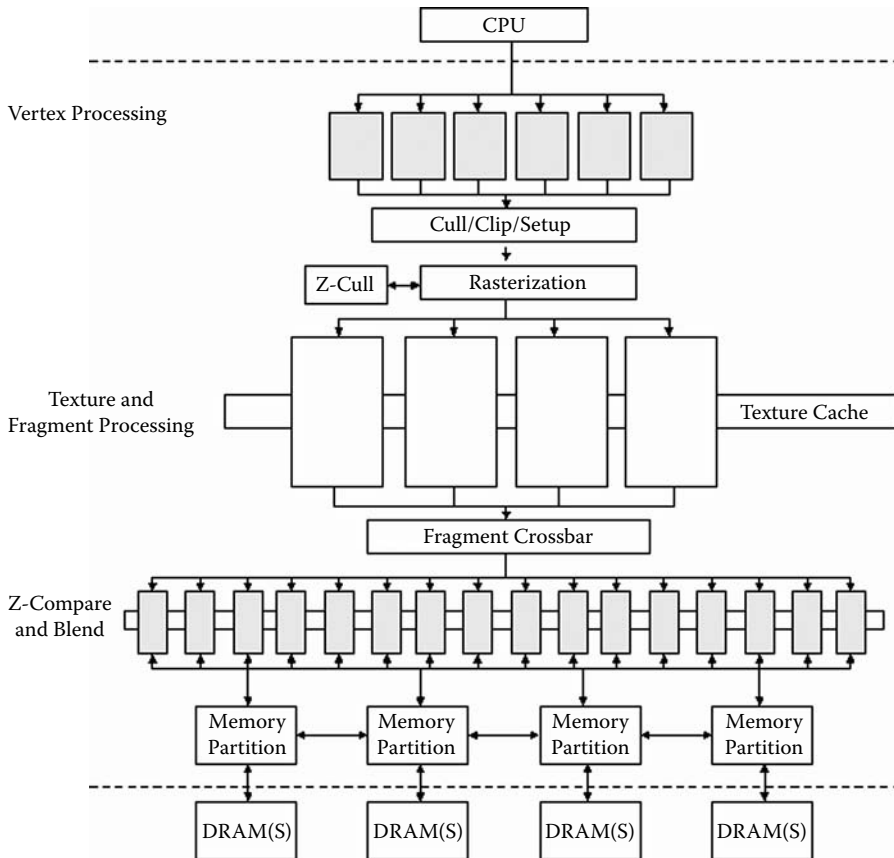 CPU
Vertex Processing
Cull/Clip/Setup
Z-Cull
Rasterization
Texture and
Fragment Processing
Texture Cache
Fragment Crossbar
Z-Compare
and Blend
Memory
Partition
Memory
Partition
Memory
Partition
Memory
Partition
DRAM(S)
DRAM(S)
DRAM(S)
DRAM(S)